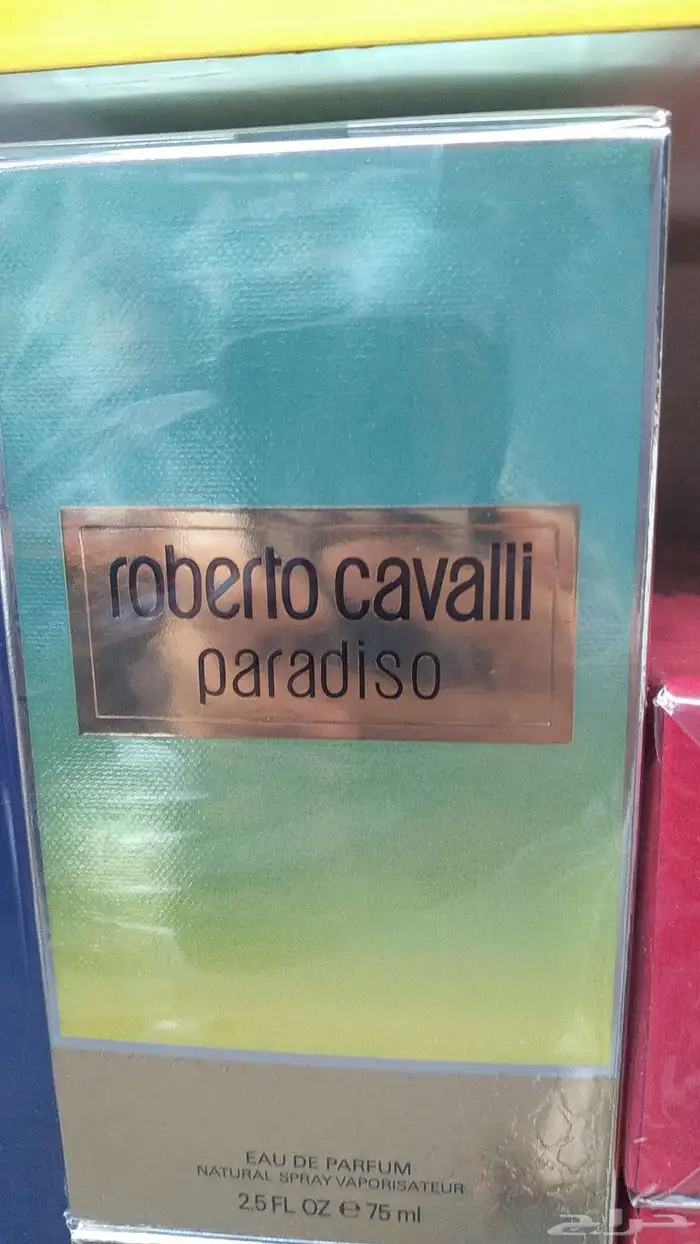 roberto cavalli
paradiso
EAU DE PARFUM
NATURAL SPRAY VAPORISATEUR
2.5 FL OZ ℮ 75 ml
حراج